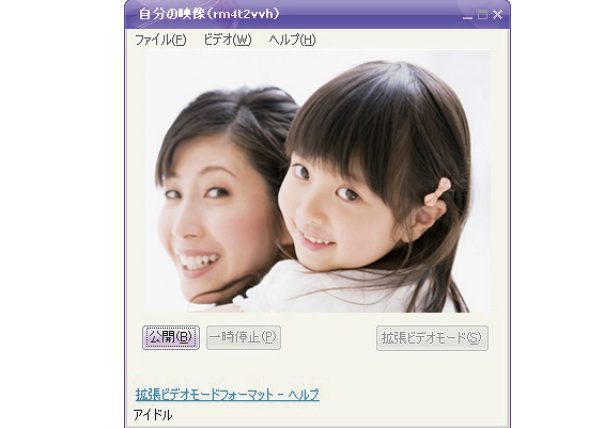 自分の映像(rm4t2vvh)
ファイル(F) ビデオ(W) ヘルプ(H)
公開(B) 一時停止(P) 拡張ビデオモード(S)
拡張ビデオモードフォーマット - ヘルプ
アイドル